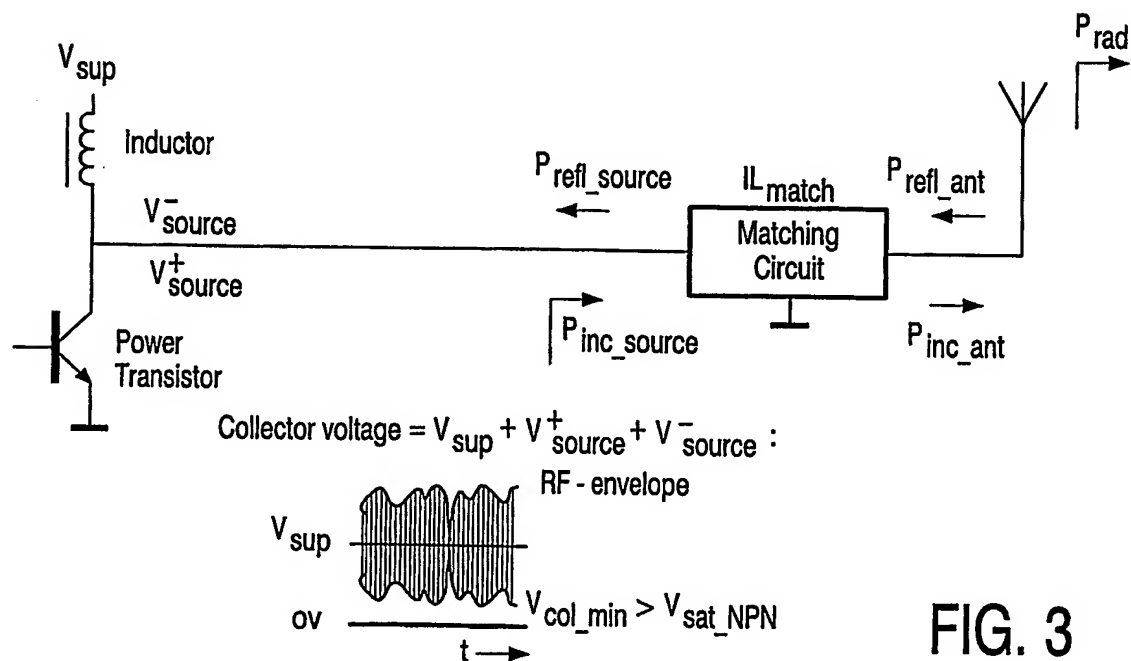 P_rad
V_sup
Inductor
P_refl_source
IL_match
P_refl_ant
V⁻_source
Matching
Circuit
V⁺_source
P_inc_source
P_inc_ant
Power
Transistor
Collector voltage = V_sup + V⁺_source + V⁻_source :
RF - envelope
V_sup
V_col_min > V_sat_NPN
ov
t
FIG. 3